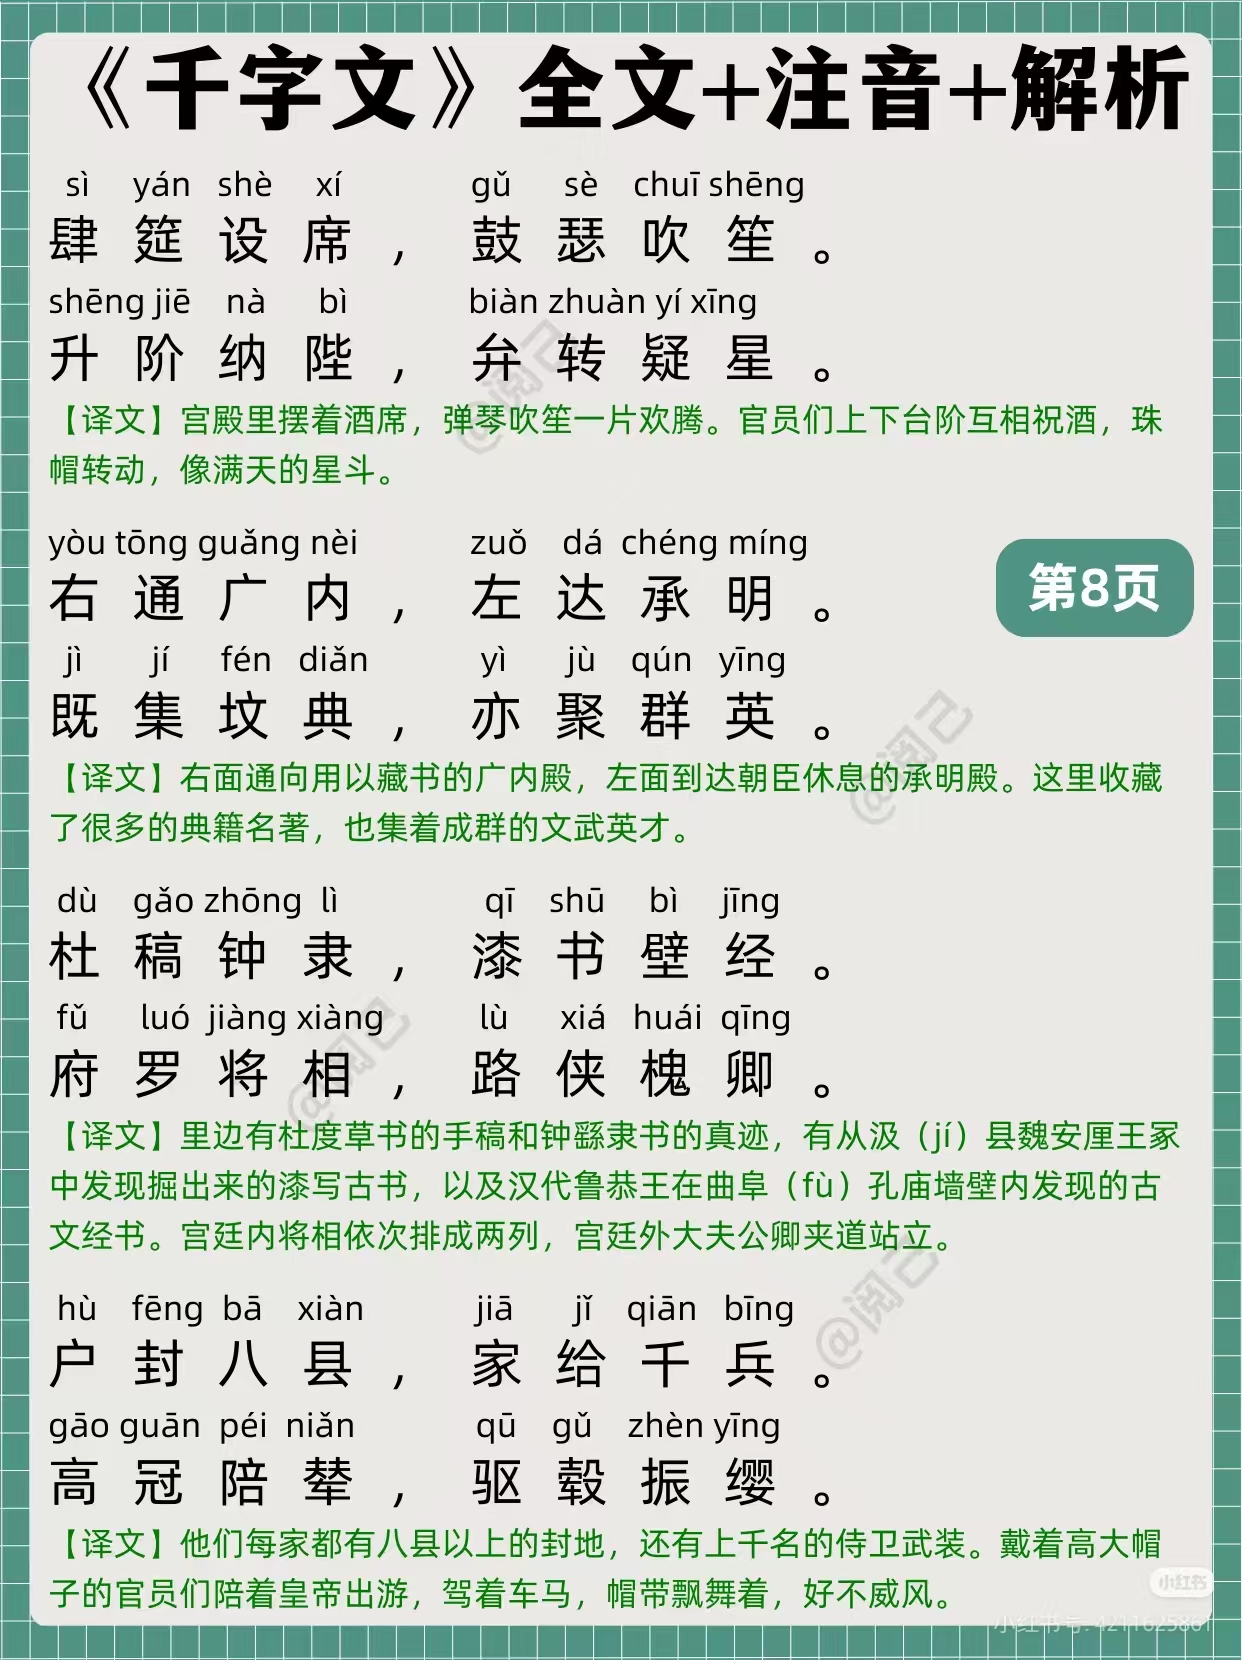 《千字文》全文+注音+解析
sì yán shè xí gǔ sè chuī shēng
肆筵设席，鼓瑟吹笙。
shēng jiē nà bì biàn zhuàn yí xīng
升阶纳陛，弁转疑星。
【译文】宫殿里摆着酒席，弹琴吹笙一片欢腾。官员们上下台阶互相祝酒，珠
帽转动，像满天的星斗。
yòu tōng guǎng nèi zuǒ dá chéng míng
右通广内，左达承明。
第8页
jì jí fén diǎn yì jù qún yīng
既集坟典，亦聚群英。
【译文】右面通向用以藏书的广内殿，左面到达朝臣休息的承明殿。这里收藏
了很多的典籍名著，也集着成群的文武英才。
dù gǎo zhōng lì qī shū bì jīng
杜稿钟隶，漆书壁经。
fǔ luó jiàng xiàng lù xiá huái qīng
府罗将相，路侠槐卿。
【译文】里边有杜度草书的手稿和钟繇隶书的真迹，有从汲（jí）县魏安厘王冢
中发现掘出来的漆写古书，以及汉代鲁恭王在曲阜（fù）孔庙墙壁内发现的古
文经书。宫廷内将相依次排成两列，宫廷外大夫公卿夹道站立。
hù fēng bā xiàn jiā jǐ qiān bīng
户封八县，家给千兵。
gāo guān péi niǎn qū gǔ zhèn yīng
高冠陪辇，驱毂振缨。
【译文】他们每家都有八县以上的封地，还有上千名的侍卫武装。戴着高大帽
子的官员们陪着皇帝出游，驾着车马，帽带飘舞着，好不威风。
@阅己
@阅己
@阅己
@阅己
小红书
小红书号: 4211625861